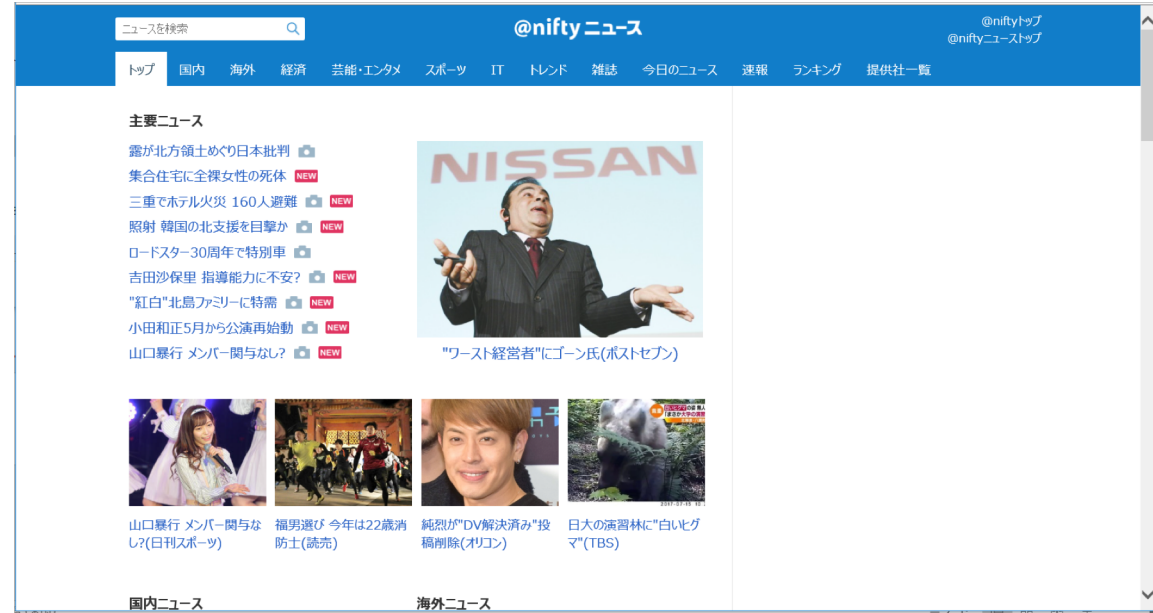 ニュースを検索
@nifty ニュース
@niftyトップ
@niftyニューストップ
トップ 国内 海外 経済 芸能・エンタメ スポーツ IT トレンド 雑誌 今日のニュース 速報 ランキング 提供社一覧
主要ニュース
露が北方領土めぐり日本批判
集合住宅に全裸女性の死体 NEW
三重でホテル火災 160人避難 NEW
照射 韓国の北支援を目撃か NEW
ロードスター30周年で特別車
吉田沙保里 指導能力に不安? NEW
"紅白"北島ファミリーに特需 NEW
小田和正5月から公演再始動 NEW
山口暴行 メンバー関与なし? NEW
NISSAN
"ワースト経営者"にゴーン氏(ポストセブン)
山口暴行 メンバー関与な
し?(日刊スポーツ)
福男選び 今年は22歳消
防士(読売)
純烈が"DV解決済み"投
稿削除(オリコン)
日大の演習林に"白いヒグ
マ"(TBS)
国内ニュース
海外ニュース